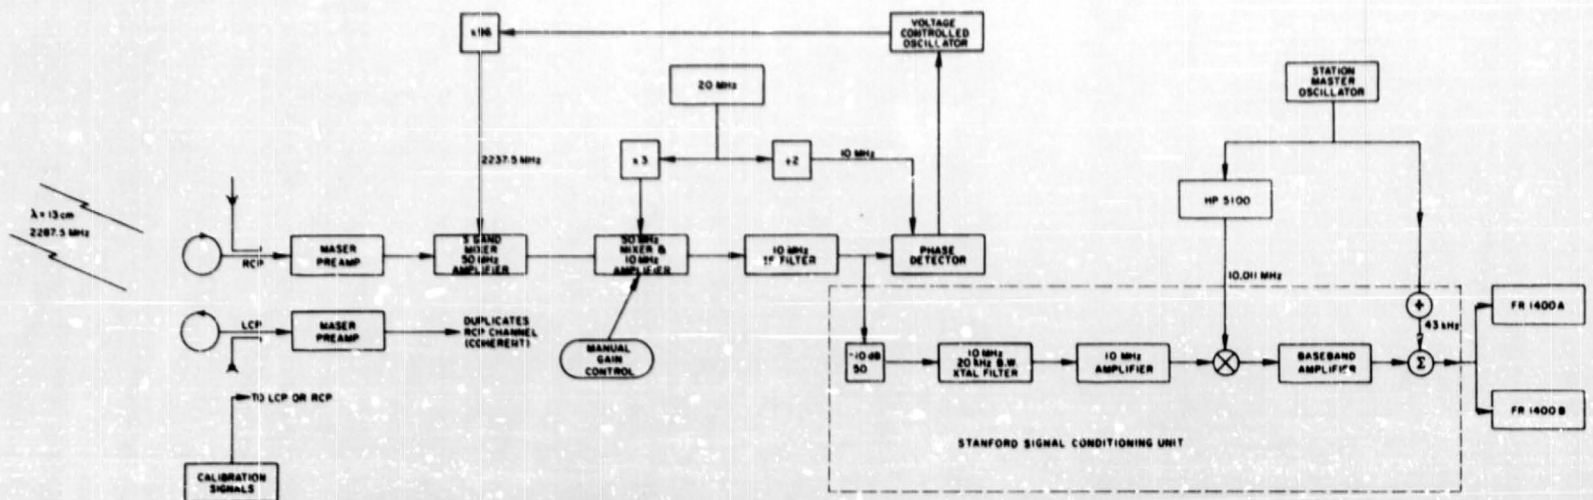 VOLTAGE
CONTROLLED
OSCILLATOR
20 MHz
STATION
MASTER
OSCILLATOR
2237.5 MHz
x 3
÷2
10 MHz
HP 5100
λ = 13 cm
2287.5 MHz
RCP
MASER
PREAMP
S BAND
MIXER
50 MHz
AMPLIFIER
50 MHz
MIXER &
10 MHz
AMPLIFIER
10 MHz
IF FILTER
PHASE
DETECTOR
10,011 MHz
LCP
MASER
PREAMP
DUPLICATES
RCP CHANNEL
(COHERENT)
MANUAL
GAIN
CONTROL
-10 dB
50
10 MHz
20 kHz B.W.
XTAL FILTER
10 MHz
AMPLIFIER
BASEBAND
AMPLIFIER
÷
43 kHz
Σ
FR 1400 A
FR 1400 B
TO LCP OR RCP
STANFORD SIGNAL CONDITIONING UNIT
CALIBRATION
SIGNALS